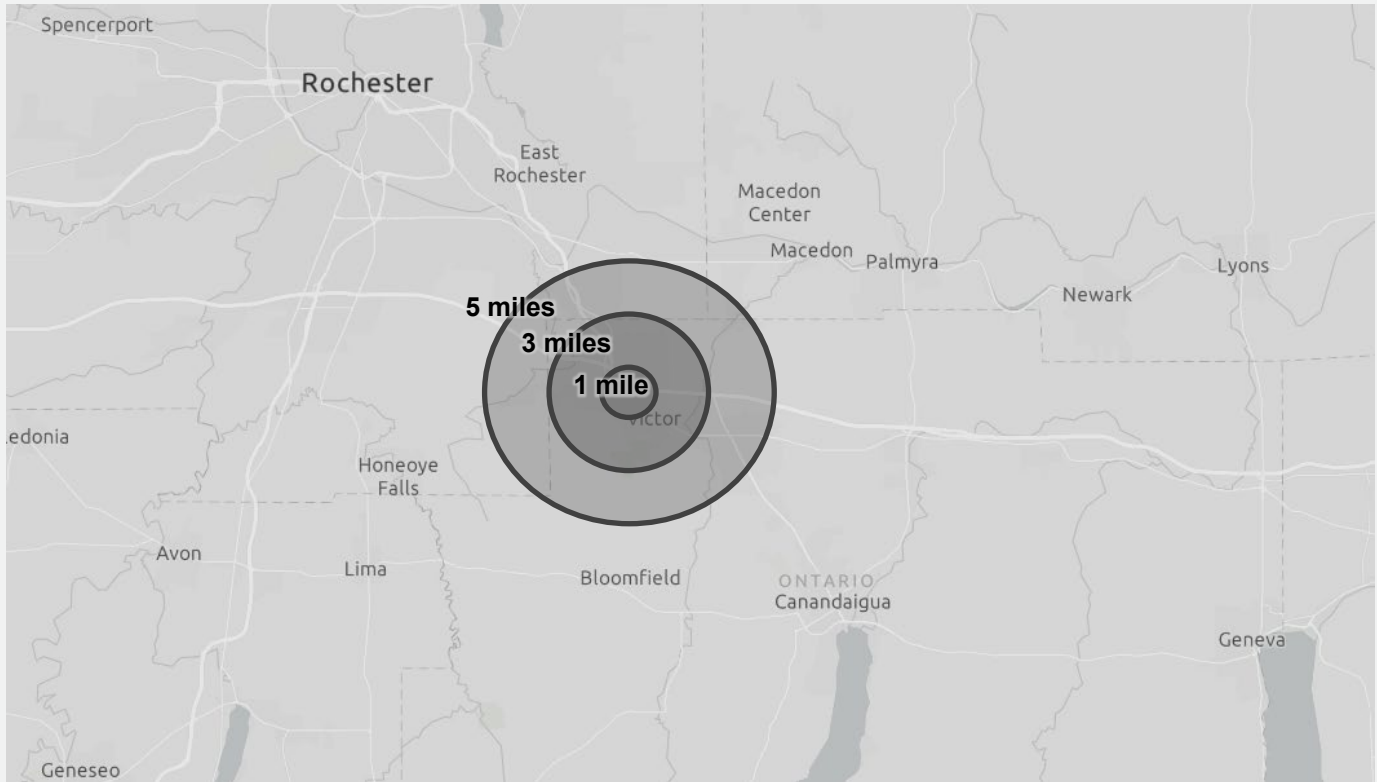 Spencerport
Rochester
East
Rochester
Macedon
Center
Macedon
Palmyra
Lyons
Newark
5 miles
3 miles
1 mile
Victor
edonia
Honeoye
Falls
Avon
Lima
Bloomfield
ONTARIO
Canandaigua
Geneva
Geneseo